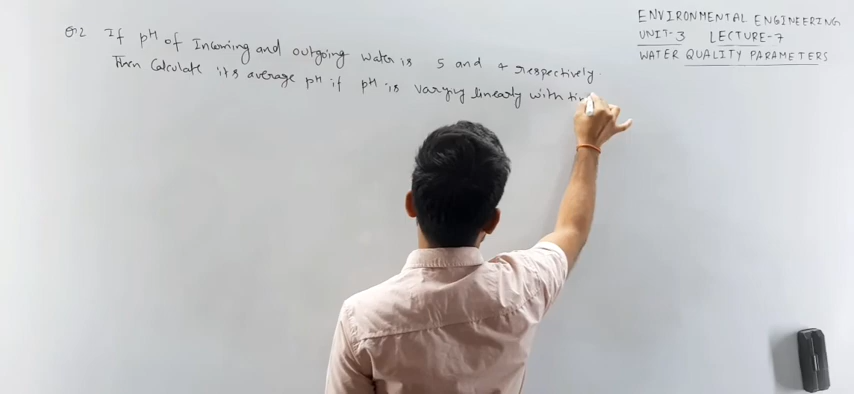 Q2 If pH of Incoming and outgoing water is 5 and 4 respectively.
Then Calculate its average pH if pH is varying linearly with
ENVIRONMENTAL ENGINEERING
UNIT-3 LECTURE-7
WATER QUALITY PARAMETERS